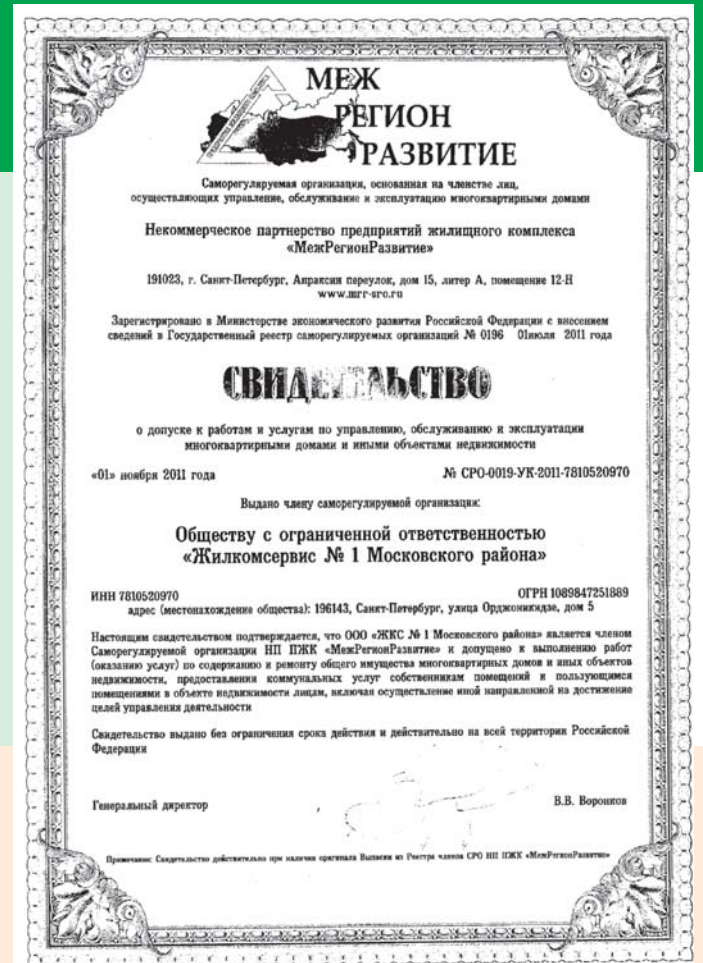 МЕЖ
РЕГИОН
РАЗВИТИЕ
Саморегулируемая организация, основанная на членстве лиц,
осуществляющих управление, обслуживание и эксплуатацию многоквартирными домами
Некоммерческое партнерство предприятий жилищного комплекса
«МежРегионРазвитие»
191023, г. Санкт-Петербург, Апраксин переулок, дом 15, литер А, помещение 12-Н
www.mrr-sro.ru
Зарегистрировано в Министерстве экономического развития Российской Федерации с внесением
сведений в Государственный реестр саморегулируемых организаций № 0196 01июля 2011 года
СВИДЕТЕЛЬСТВО
о допуске к работам и услугам по управлению, обслуживанию и эксплуатации
многоквартирными домами и иными объектами недвижимости
«01» ноября 2011 года № СРО-0019-УК-2011-7810520970
Выдано члену саморегулируемой организации:
Обществу с ограниченной ответственностью
«Жилкомсервис № 1 Московского района»
ИНН 7810520970 ОГРН 1089847251889
адрес (местонахождение общества): 196143, Санкт-Петербург, улица Орджоникидзе, дом 5
Настоящим свидетельством подтверждается, что ООО «ЖКС № 1 Московского района» является членом
Саморегулируемой организации НП ПЖК «МежРегионРазвитие» и допущено к выполнению работ
(оказанию услуг) по содержанию и ремонту общего имущества многоквартирных домов и иных объектов
недвижимости, предоставлении коммунальных услуг собственникам помещений и пользующимся
помещениями в объекте недвижимости лицам, включая осуществление иной направленной на достижение
целей управления деятельности
Свидетельство выдано без ограничения срока действия и действительно на всей территории Российской
Федерации
Генеральный директор В.В. Воронков
Примечание: Свидетельство действительно при наличии оригинала Выписки из Реестра членов СРО НП ПЖК «МежРегионРазвитие»